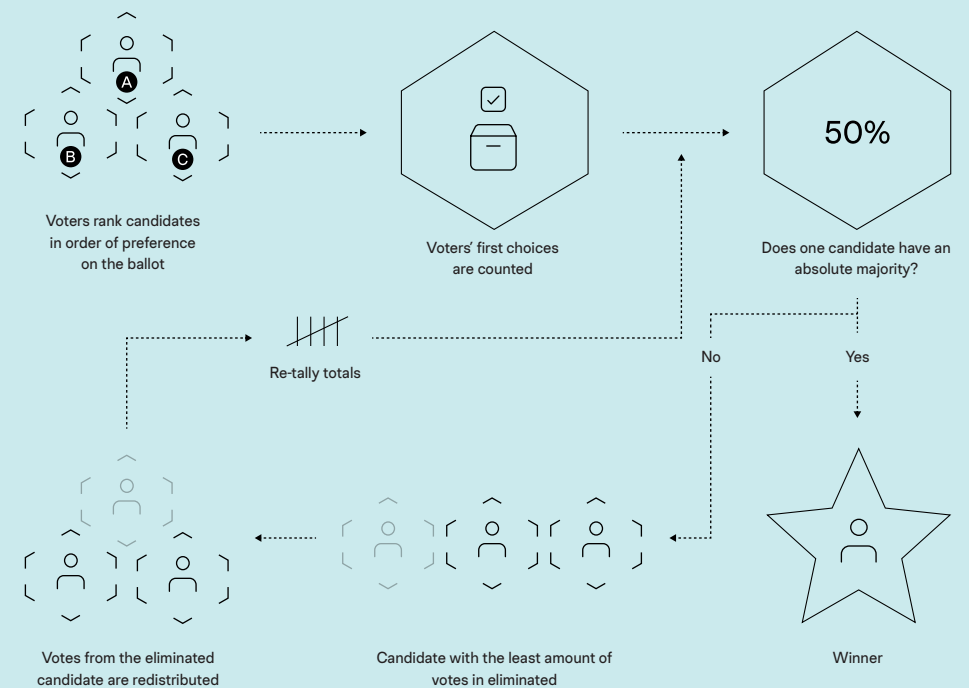 A
B
C
Voters rank candidates
in order of preference
on the ballot
Voters' first choices
are counted
50%
Does one candidate have an
absolute majority?
Re-tally totals
No
Yes
Votes from the eliminated
candidate are redistributed
Candidate with the least amount of
votes in eliminated
Winner